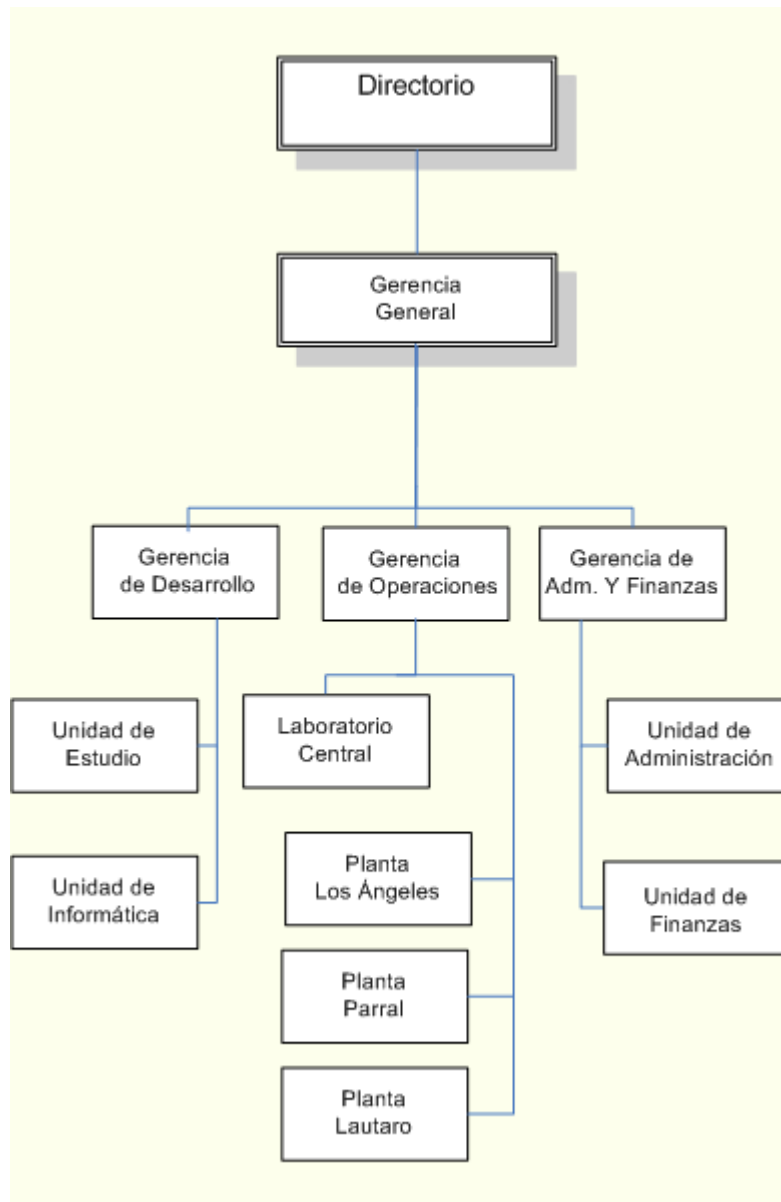 Directorio
Gerencia
General
Gerencia
de Desarrollo
Gerencia
de Operaciones
Gerencia de
Adm. Y Finanzas
Unidad de
Estudio
Laboratorio
Central
Unidad de
Administración
Unidad de
Informática
Planta
Los Ángeles
Unidad de
Finanzas
Planta
Parral
Planta
Lautaro